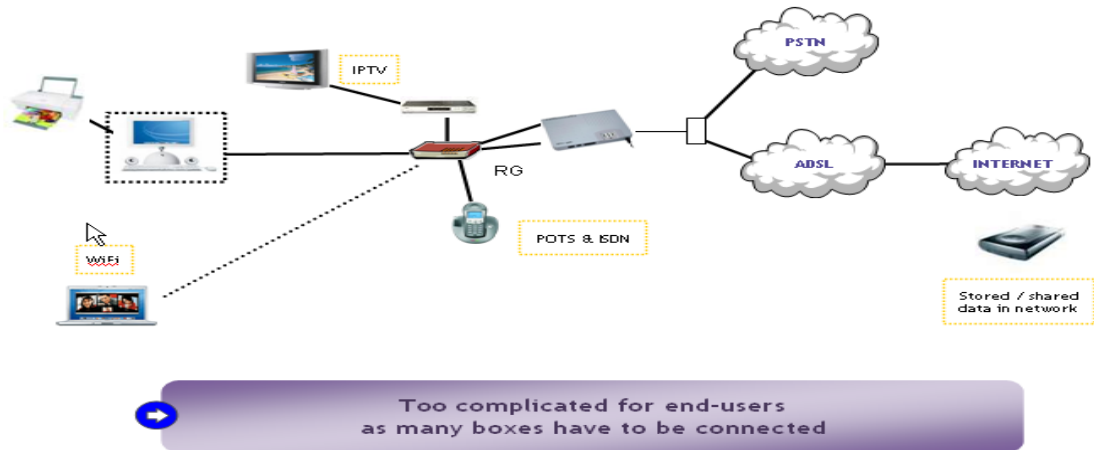 PSTN
IPTV
RG
ADSL
INTERNET
POTS & ISDN
WiFi
Stored / shared
data in network
Too complicated for end-users
as many boxes have to be connected